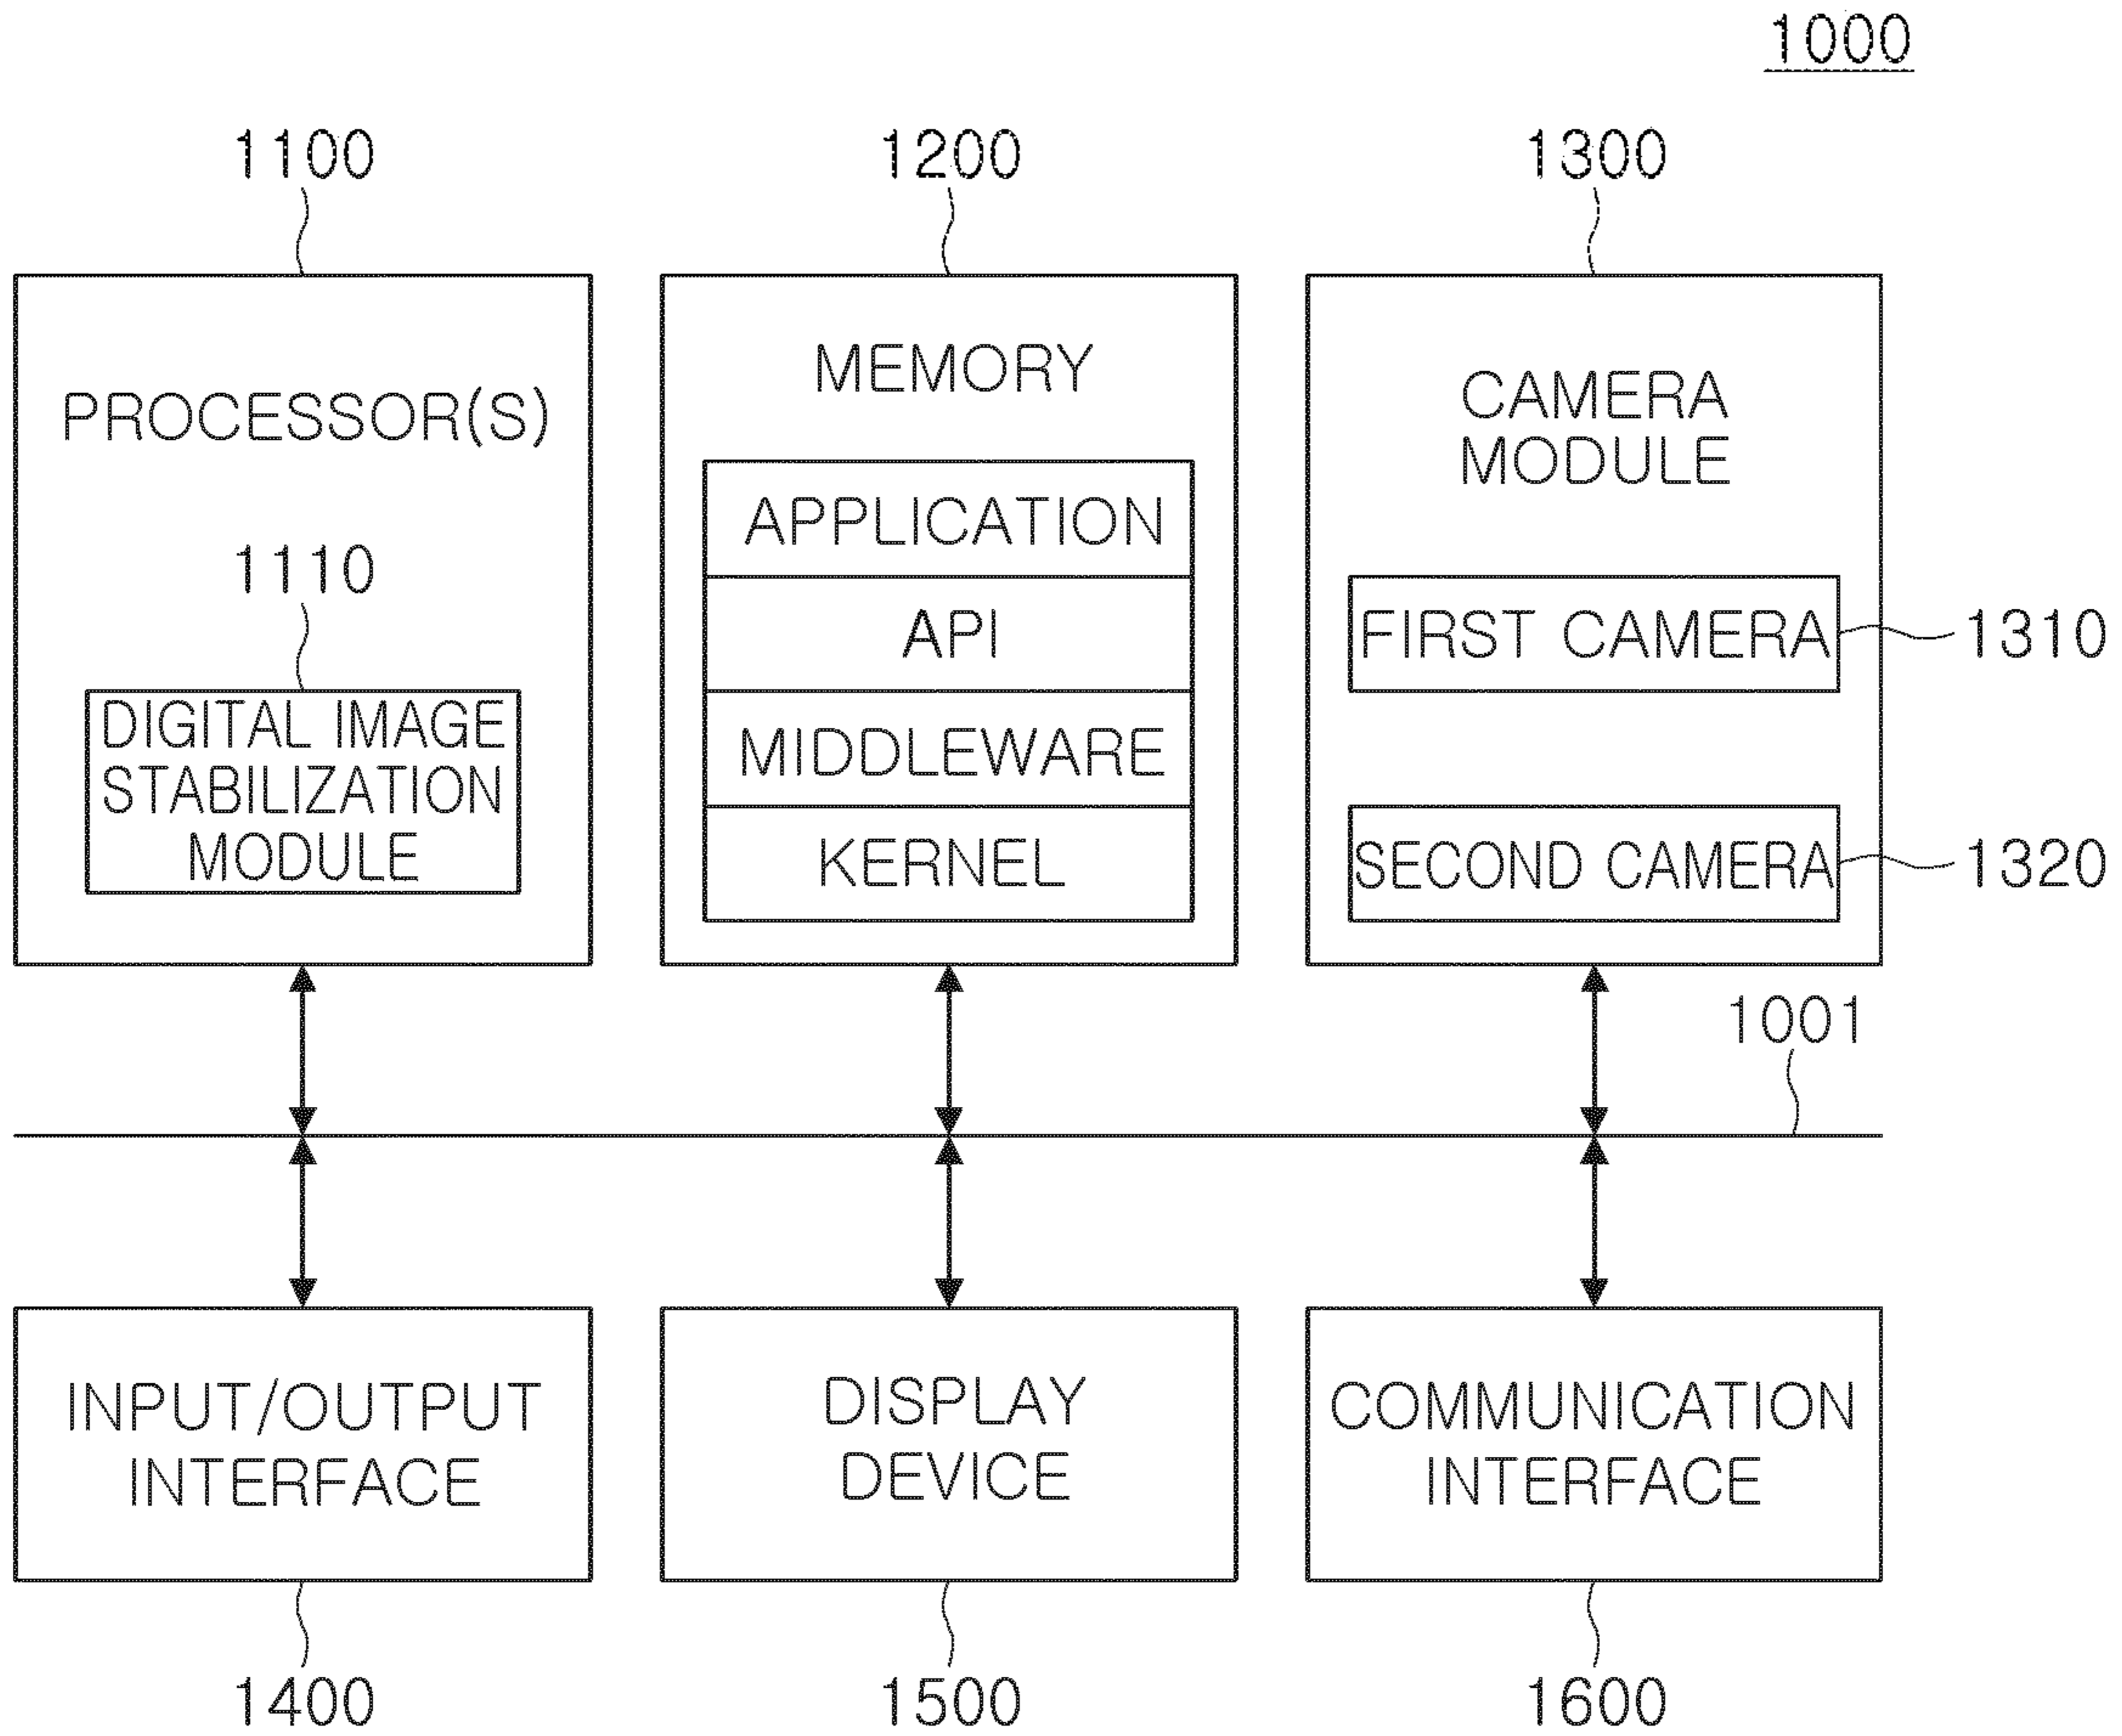 1000
1100
1200
1300
PROCESSOR(S)
1110
DIGITAL IMAGE
STABILIZATION
MODULE
MEMORY
APPLICATION
API
MIDDLEWARE
KERNEL
CAMERA
MODULE
FIRST CAMERA
1310
SECOND CAMERA
1320
1001
INPUT/OUTPUT
INTERFACE
DISPLAY
DEVICE
COMMUNICATION
INTERFACE
1400
1500
1600